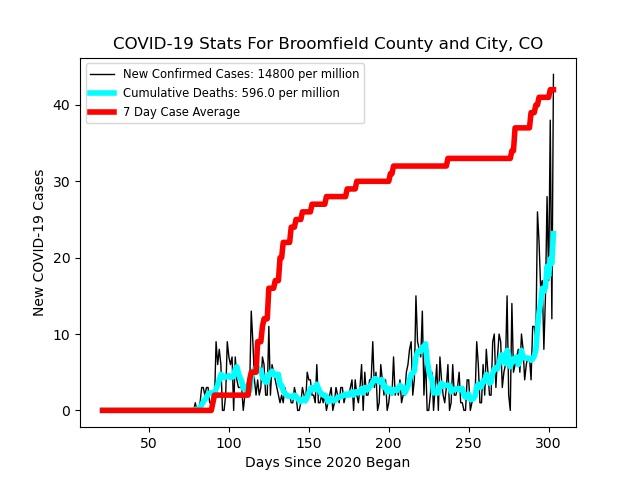 COVID-19 Stats For Broomfield County and City, CO
New Confirmed Cases: 14800 per million
Cumulative Deaths: 596.0 per million
7 Day Case Average
New COVID-19 Cases
40
30
20
10
0
50 100 150 200 250 300
Days Since 2020 Began